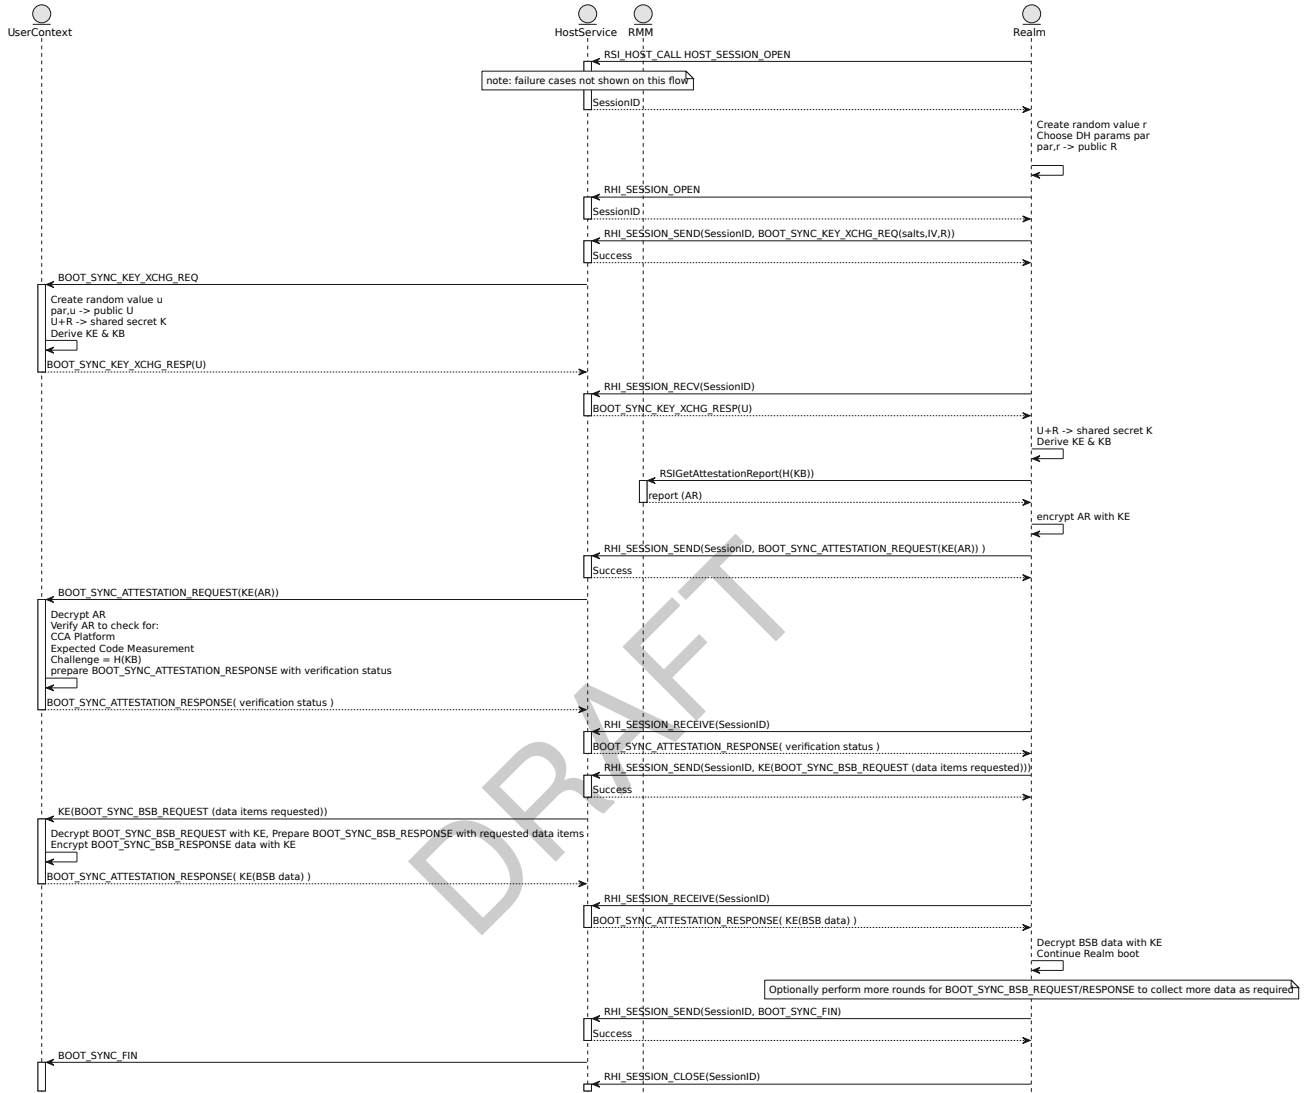 UserContext
HostService
RMM
Realm
RSI_HOST_CALL HOST_SESSION_OPEN
note: failure cases not shown on this flow
SessionID
Create random value r
Choose DH params par
par,r -> public R
RHI_SESSION_OPEN
SessionID
RHI_SESSION_SEND(SessionID, BOOT_SYNC_KEY_XCHG_REQ(salts,IV,R))
Success
BOOT_SYNC_KEY_XCHG_REQ
Create random value u
par,u -> public U
U+R -> shared secret K
Derive KE & KB
BOOT_SYNC_KEY_XCHG_RESP(U)
RHI_SESSION_RECV(SessionID)
BOOT_SYNC_KEY_XCHG_RESP(U)
U+R -> shared secret K
Derive KE & KB
RSIGetAttestationReport(H(KB))
report (AR)
encrypt AR with KE
RHI_SESSION_SEND(SessionID, BOOT_SYNC_ATTESTATION_REQUEST(KE(AR)) )
Success
BOOT_SYNC_ATTESTATION_REQUEST(KE(AR))
Decrypt AR
Verify AR to check for:
CCA Platform
Expected Code Measurement
Challenge = H(KB)
prepare BOOT_SYNC_ATTESTATION_RESPONSE with verification status
BOOT_SYNC_ATTESTATION_RESPONSE( verification status )
RHI_SESSION_RECEIVE(SessionID)
BOOT_SYNC_ATTESTATION_RESPONSE( verification status )
RHI_SESSION_SEND(SessionID, KE(BOOT_SYNC_BSB_REQUEST (data items requested)))
Success
KE(BOOT_SYNC_BSB_REQUEST (data items requested))
Decrypt BOOT_SYNC_BSB_REQUEST with KE, Prepare BOOT_SYNC_BSB_RESPONSE with requested data items
Encrypt BOOT_SYNC_BSB_RESPONSE data with KE
BOOT_SYNC_ATTESTATION_RESPONSE( KE(BSB data) )
RHI_SESSION_RECEIVE(SessionID)
BOOT_SYNC_ATTESTATION_RESPONSE( KE(BSB data) )
Decrypt BSB data with KE
Continue Realm boot
Optionally perform more rounds for BOOT_SYNC_BSB_REQUEST/RESPONSE to collect more data as required
RHI_SESSION_SEND(SessionID, BOOT_SYNC_FIN)
Success
BOOT_SYNC_FIN
RHI_SESSION_CLOSE(SessionID)
DRAFT